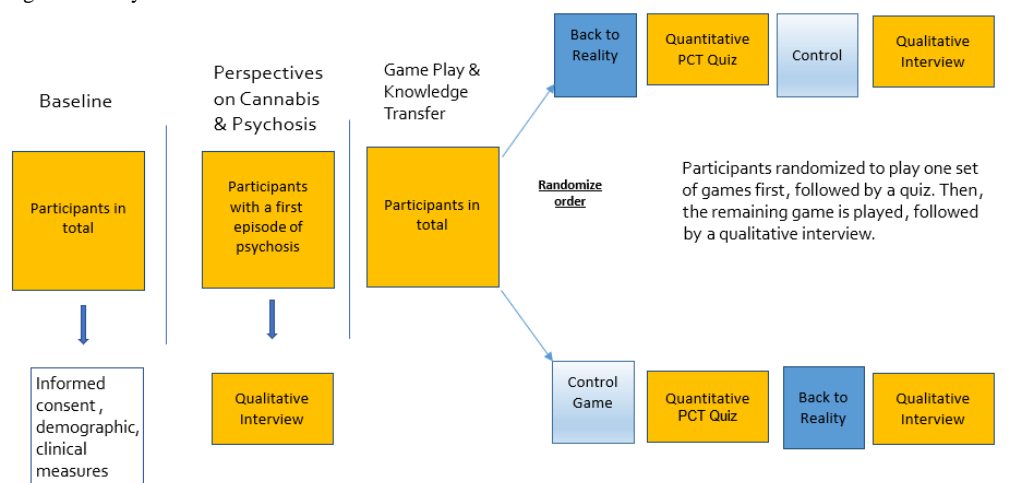 Baseline
Participants in
total
Informed
consent ,
demographic,
clinical
measures
Perspectives
on Cannabis
& Psychosis
Participants
with a first
episode of
psychosis
Qualitative
Interview
Game Play &
Knowledge
Transfer
Participants in
total
Randomize
order
Back to
Reality
Quantitative
PCT Quiz
Control
Qualitative
Interview
Participants randomized to play one set
of games first, followed by a quiz. Then,
the remaining game is played, followed
by a qualitative interview.
Control
Game
Quantitative
PCT Quiz
Back to
Reality
Qualitative
Interview